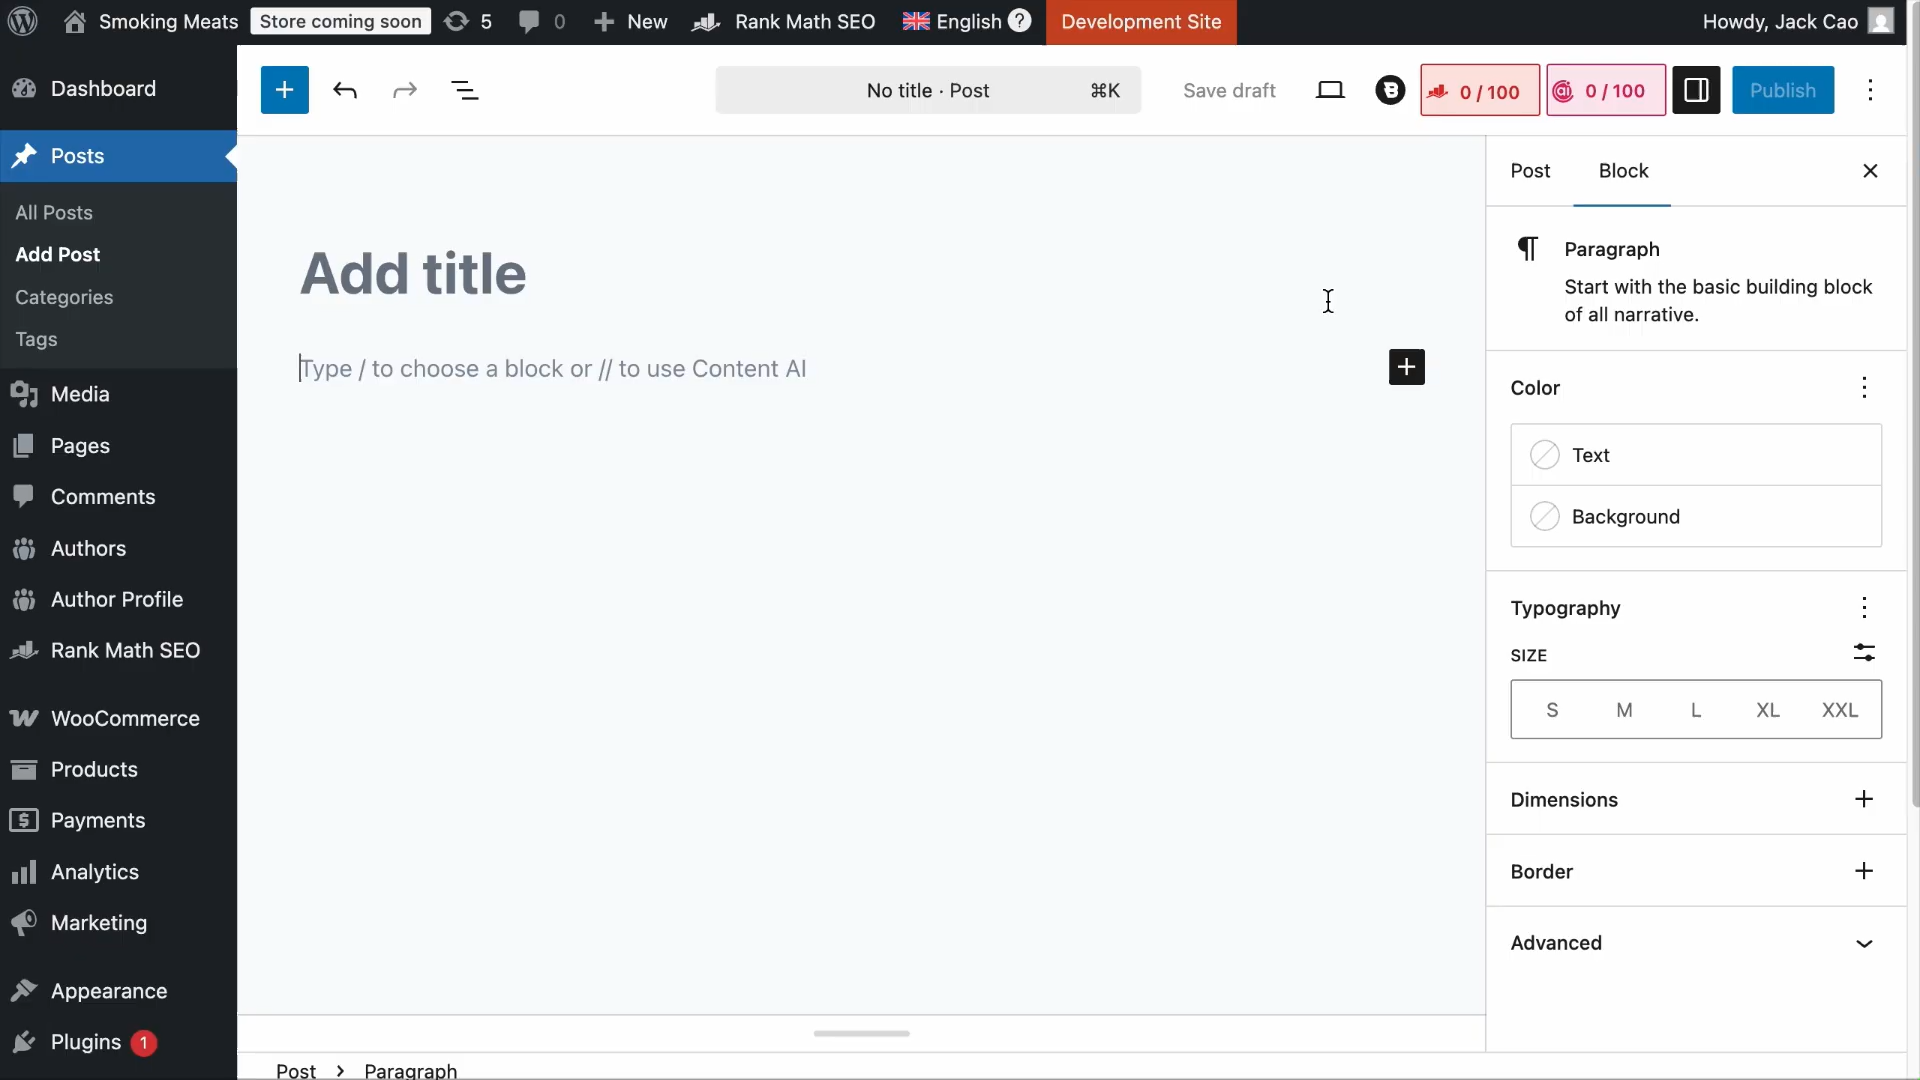 Smoking Meats Store coming soon 5 0 New Rank Math SEO English ? Development Site Howdy, Jack Cao
Dashboard
Posts
All Posts
Add Post
Categories
Tags
Media
Pages
Comments
Authors
Author Profile
Rank Math SEO
WooCommerce
Products
Payments
Analytics
Marketing
Appearance
Plugins 1
No title · Post ⌘K Save draft B 0 / 100 ai 0 / 100 Publish
Add title
Type / to choose a block or // to use Content AI
Post > Paragraph
Post Block
Paragraph
Start with the basic building block
of all narrative.
Color
Text
Background
Typography
SIZE
S M L XL XXL
Dimensions
Border
Advanced